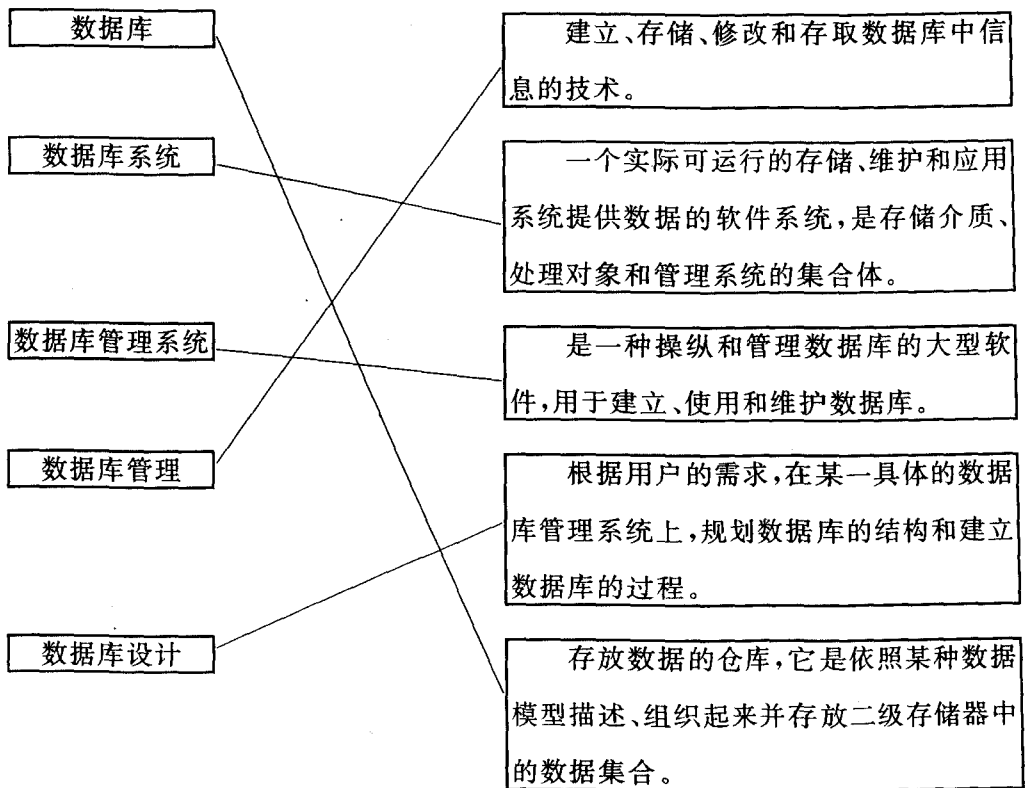 数据库
数据库系统
数据库管理系统
数据库管理
数据库设计
建立、存储、修改和存取数据库中信
息的技术。
一个实际可运行的存储、维护和应用
系统提供数据的软件系统,是存储介质、
处理对象和管理系统的集合体。
是一种操纵和管理数据库的大型软
件,用于建立、使用和维护数据库。
根据用户的需求,在某一具体的数据
库管理系统上,规划数据库的结构和建立
数据库的过程。
存放数据的仓库,它是依照某种数据
模型描述、组织起来并存放二级存储器中
的数据集合。